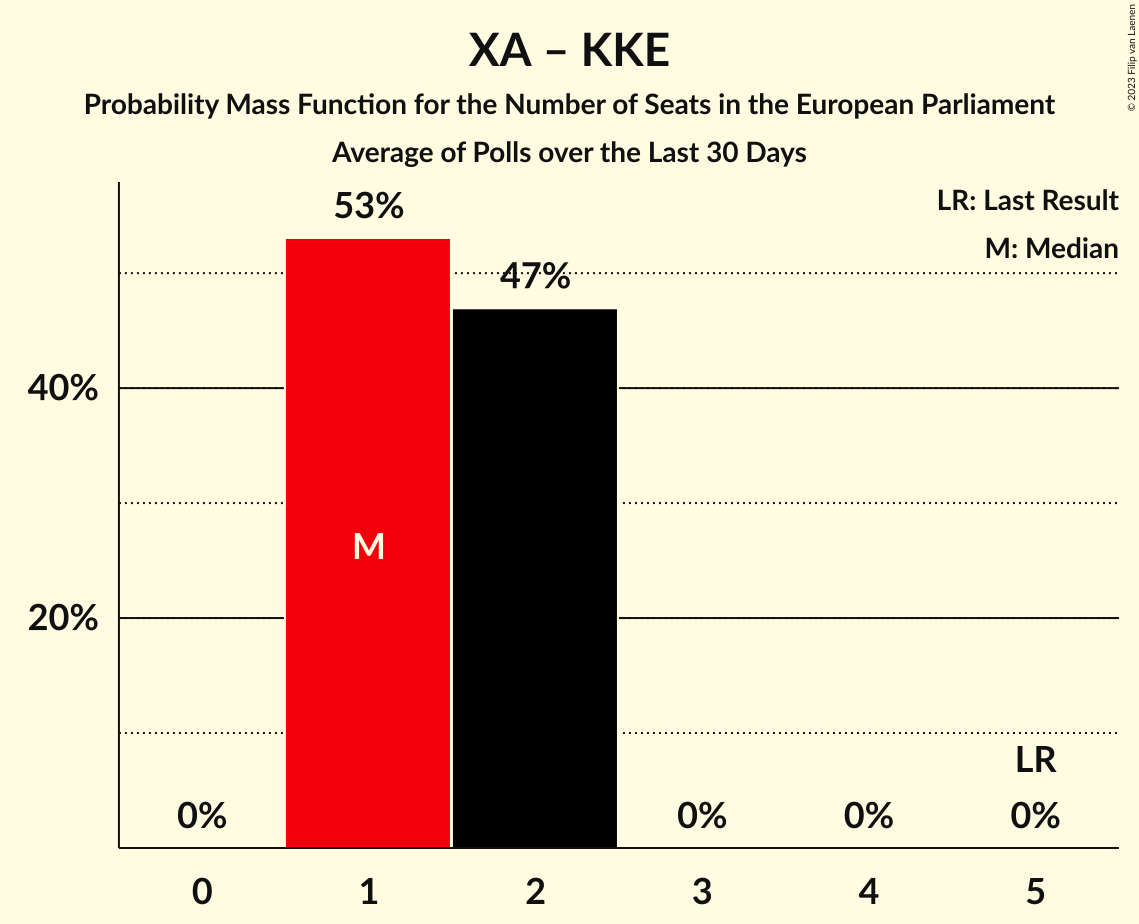 XA – KKE
Probability Mass Function for the Number of Seats in the European Parliament
Average of Polls over the Last 30 Days
© 2023 Filip van Laenen
LR: Last Result
M: Median
53%
47%
40%
20%
M
LR
0%
0%
0%
0%
0 1 2 3 4 5